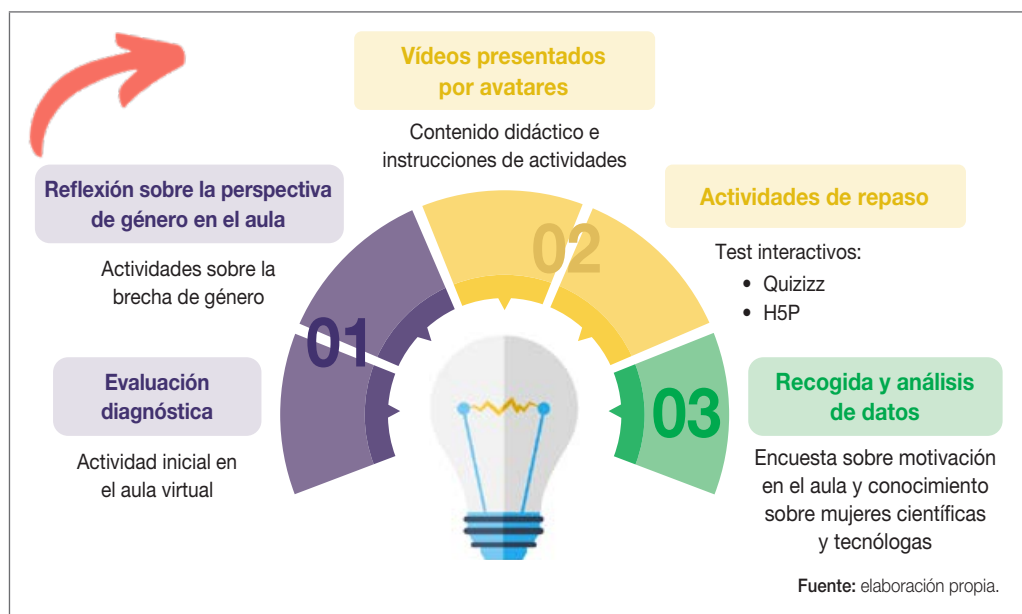 Evaluación
diagnóstica
Actividad inicial en
el aula virtual
01
Reflexión sobre la perspectiva
de género en el aula
Actividades sobre la
brecha de género
Vídeos presentados
por avatares
Contenido didáctico e
instrucciones de actividades
02
Actividades de repaso
Test interactivos:
• Quizizz
• H5P
03
Recogida y análisis
de datos
Encuesta sobre motivación
en el aula y conocimiento
sobre mujeres científicas
y tecnólogas
Fuente: elaboración propia.